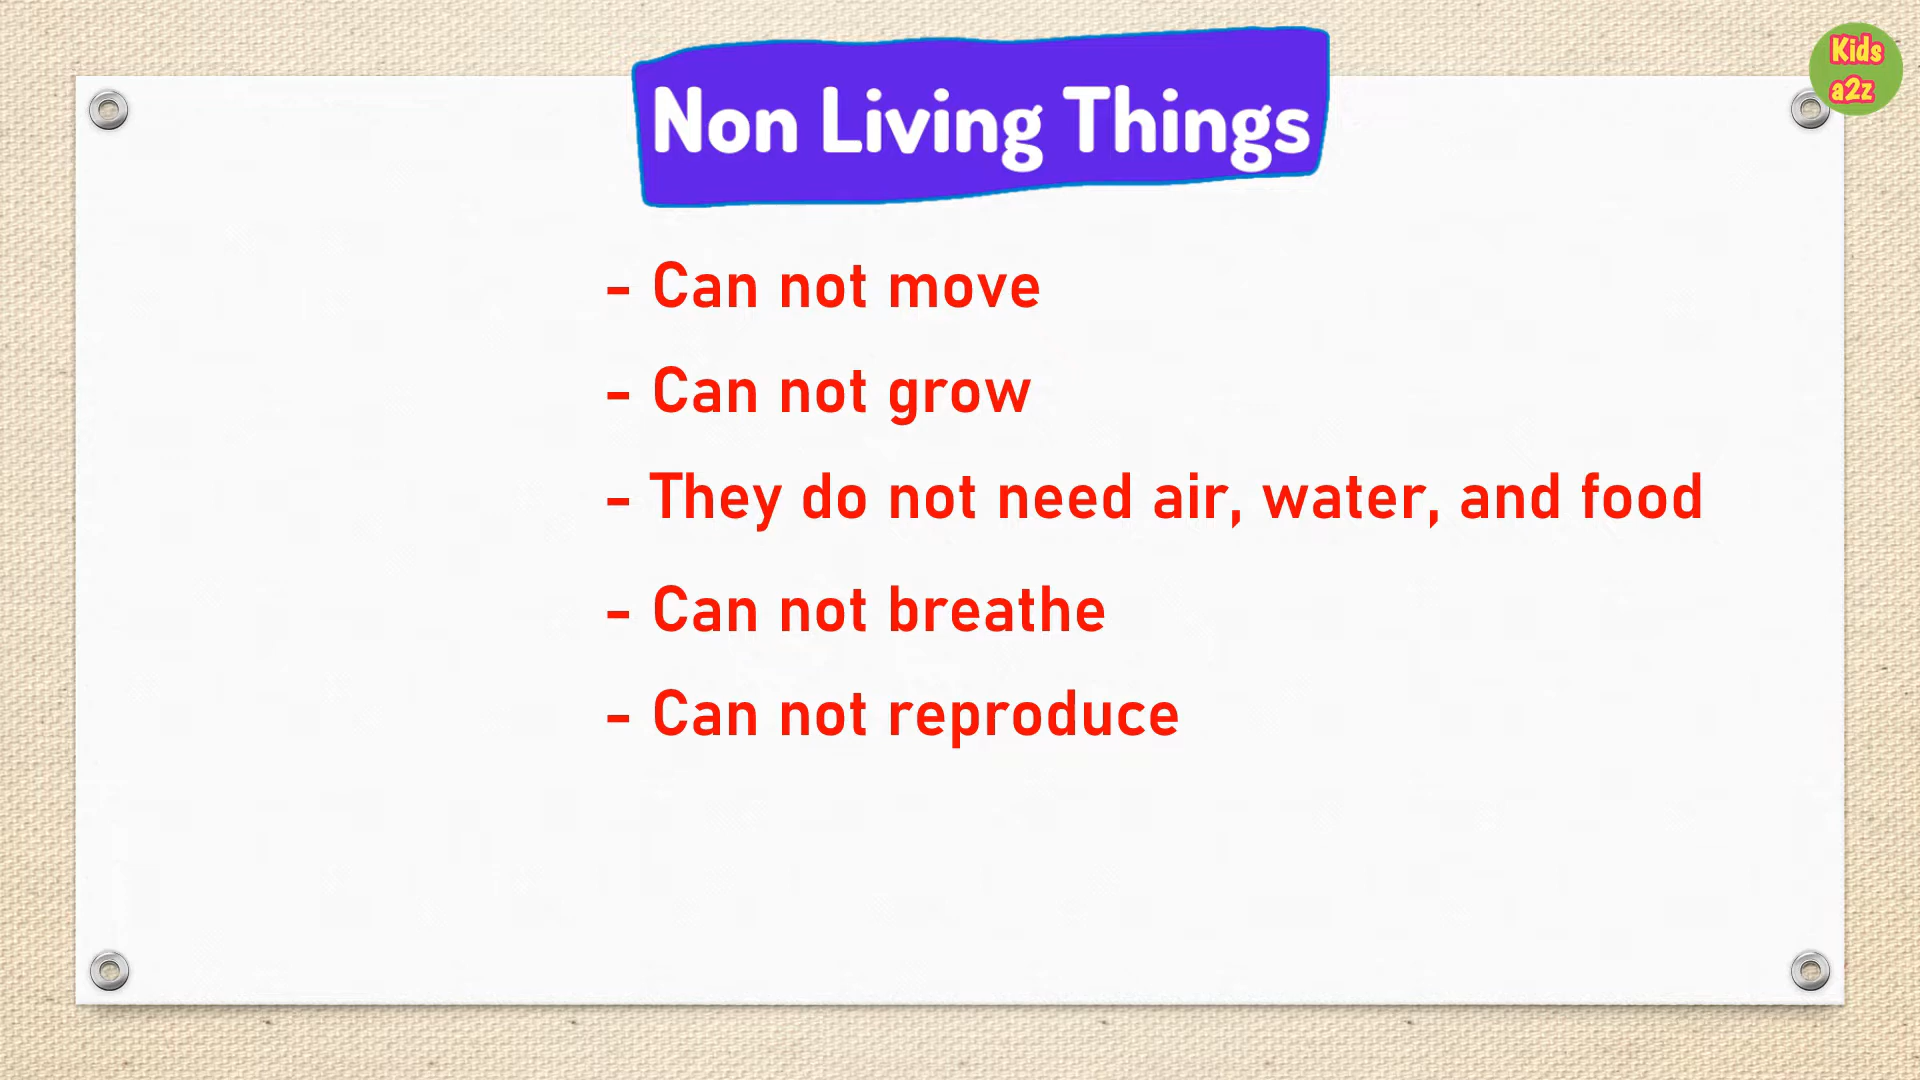 Non Living Things
Kids
a2z
- Can not move
- Can not grow
- They do not need air, water, and food
- Can not breathe
- Can not reproduce